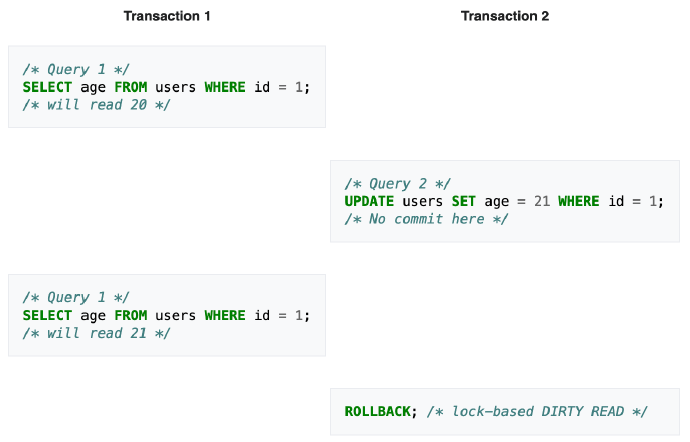 Transaction 1
Transaction 2
/* Query 1 */
SELECT age FROM users WHERE id = 1;
/* will read 20 */
/* Query 2 */
UPDATE users SET age = 21 WHERE id = 1;
/* No commit here */
/* Query 1 */
SELECT age FROM users WHERE id = 1;
/* will read 21 */
ROLLBACK; /* lock-based DIRTY READ */